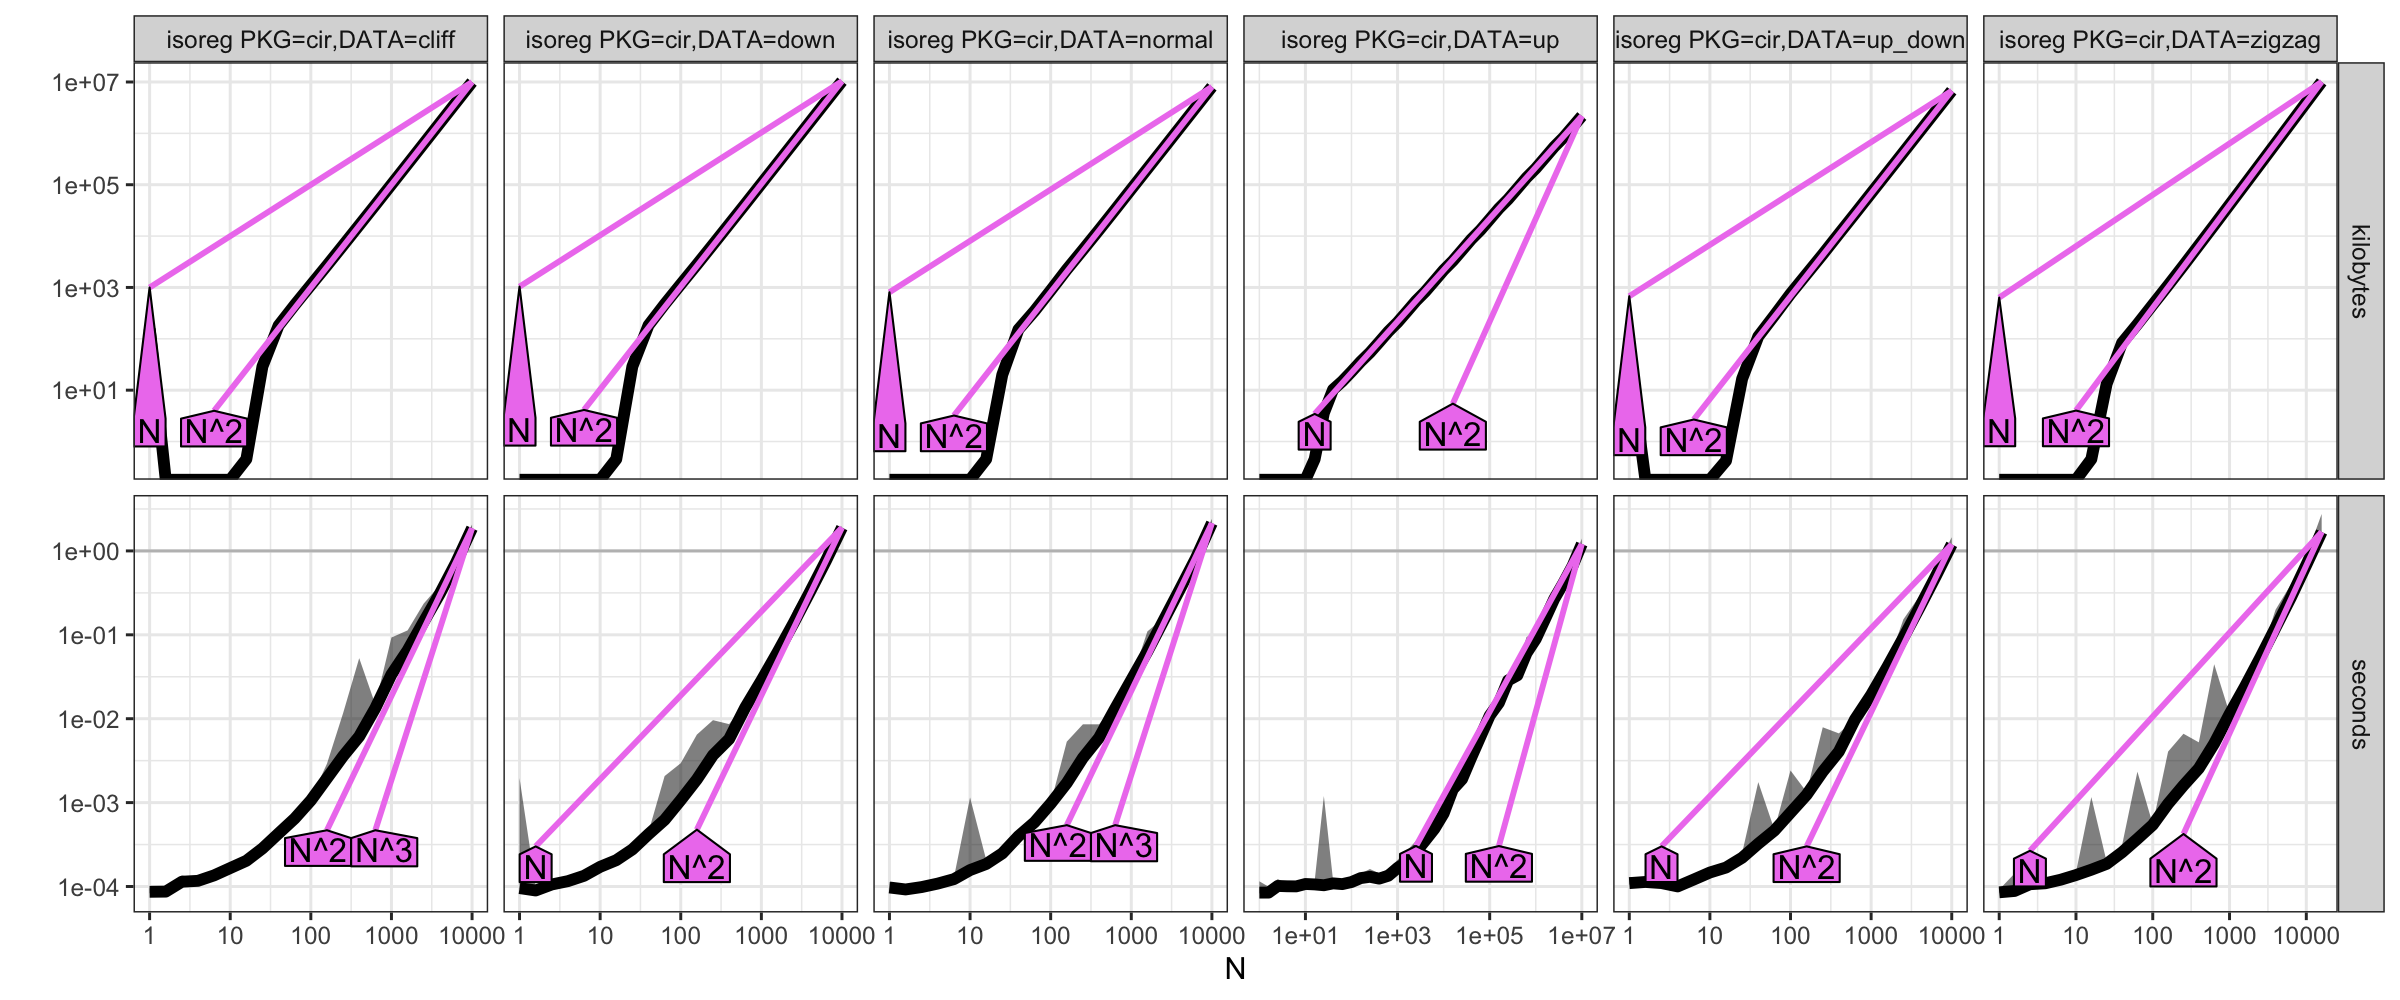 isoreg PKG=cir,DATA=cliff
isoreg PKG=cir,DATA=down
isoreg PKG=cir,DATA=normal
isoreg PKG=cir,DATA=up
isoreg PKG=cir,DATA=up_down
isoreg PKG=cir,DATA=zigzag
1e+07
1e+05
1e+03
1e+01
N N^2
N N^2
N N^2
N N^2
N N^2
N N^2
kilobytes
1e+00
1e-01
1e-02
1e-03
1e-04
N^2 N^3
N N^2
N^2 N^3
N N^2
N N^2
N N^2
seconds
1 10 100 1000 10000
1 10 100 1000 10000
1 10 100 1000 10000
1e+01 1e+03 1e+05 1e+07
1 10 100 1000 10000
1 10 100 1000 10000
N